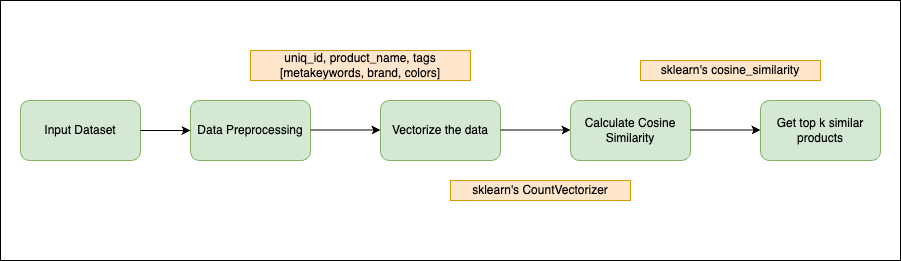 uniq_id, product_name, tags
[metakeywords, brand, colors]
sklearn's cosine_similarity
Input Dataset
Data Preprocessing
Vectorize the data
Calculate Cosine
Similarity
Get top k similar
products
sklearn's CountVectorizer